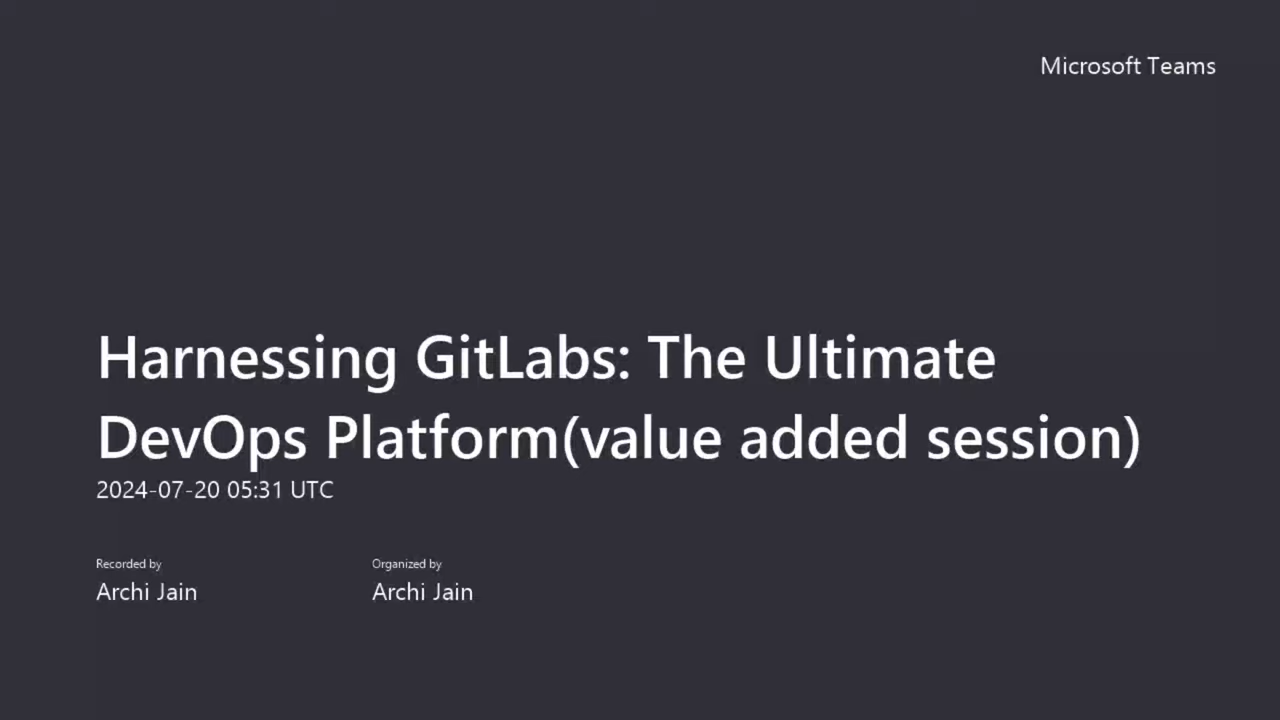 Microsoft Teams
Harnessing GitLabs: The Ultimate
DevOps Platform(value added session)
2024-07-20 05:31 UTC
Recorded by
Archi Jain
Organized by
Archi Jain